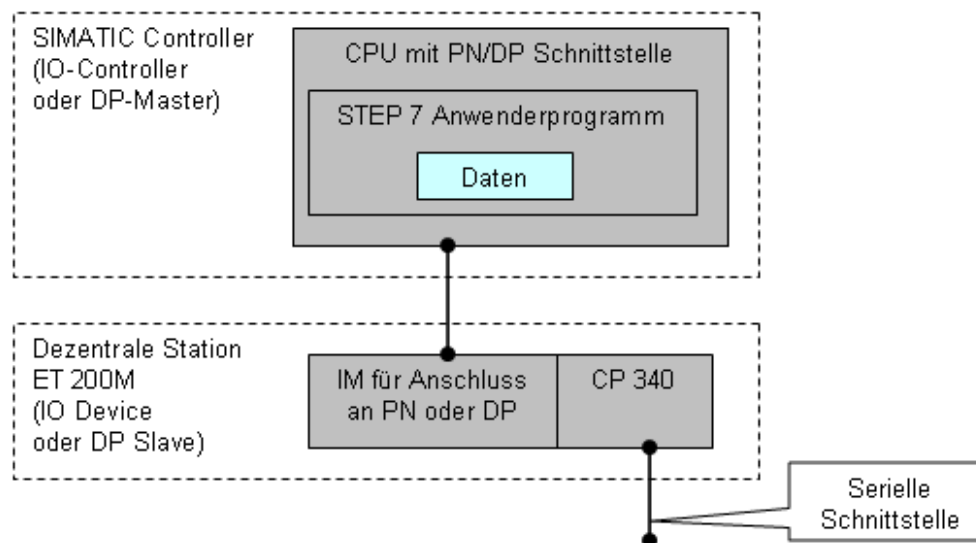 SIMATIC Controller
(IO-Controller
oder DP-Master)
CPU mit PN/DP Schnittstelle
STEP 7 Anwenderprogramm
Daten
Dezentrale Station
ET 200M
(IO Device
oder DP Slave)
IM für Anschluss
an PN oder DP
CP 340
Serielle
Schnittstelle